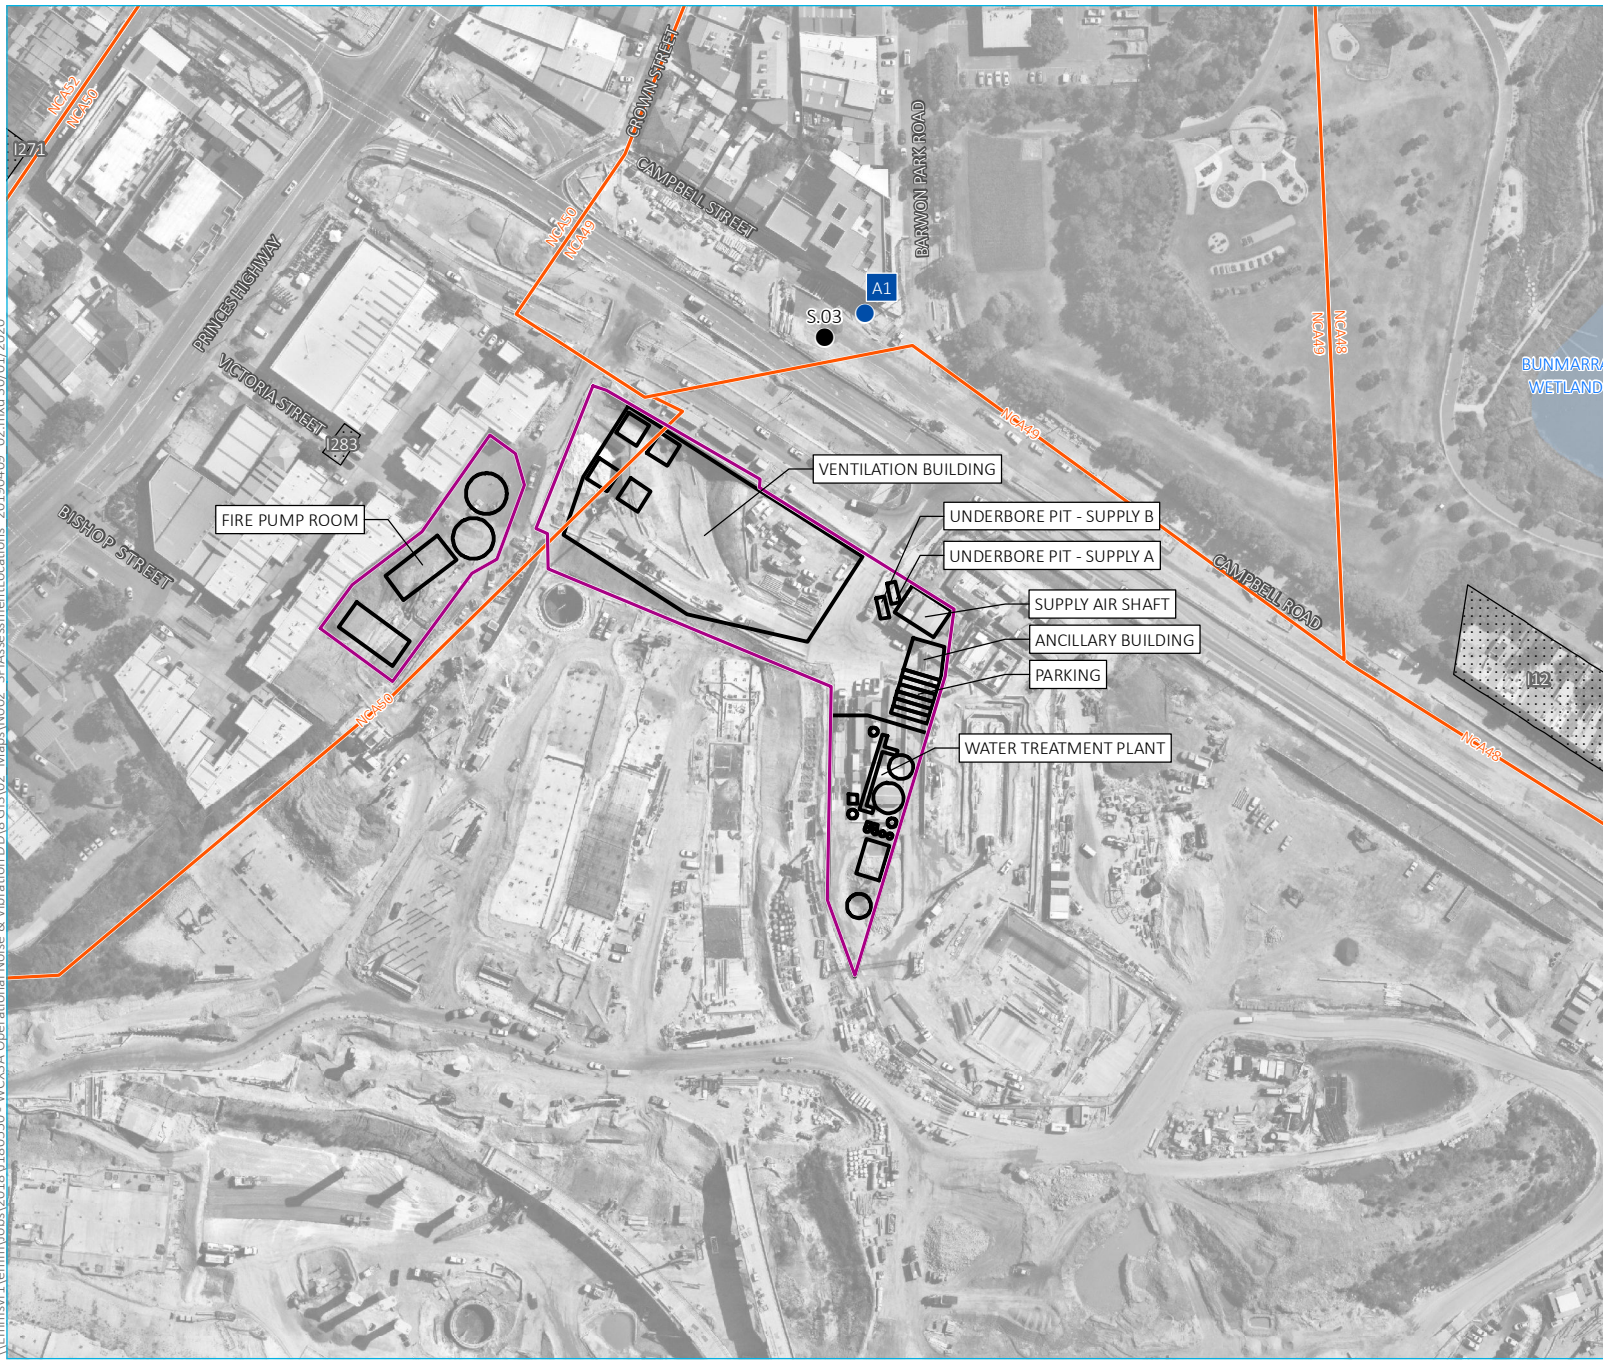 NCA52
NCA50
I271
CROWN STREET
CAMPBELL STREET
BARWON PARK ROAD
NCA50
NCA49
PRINCES HIGHWAY
A1
S.03
NCA49
NCA48
BUNMARRA
WETLAND
VICTORIA STREET
I283
NCA49
VENTILATION BUILDING
FIRE PUMP ROOM
BISHOP STREET
UNDERBORE PIT - SUPPLY B
UNDERBORE PIT - SUPPLY A
CAMPBELL ROAD
SUPPLY AIR SHAFT
ANCILLARY BUILDING
PARKING
I12
NCA50
NCA48
WATER TREATMENT PLANT